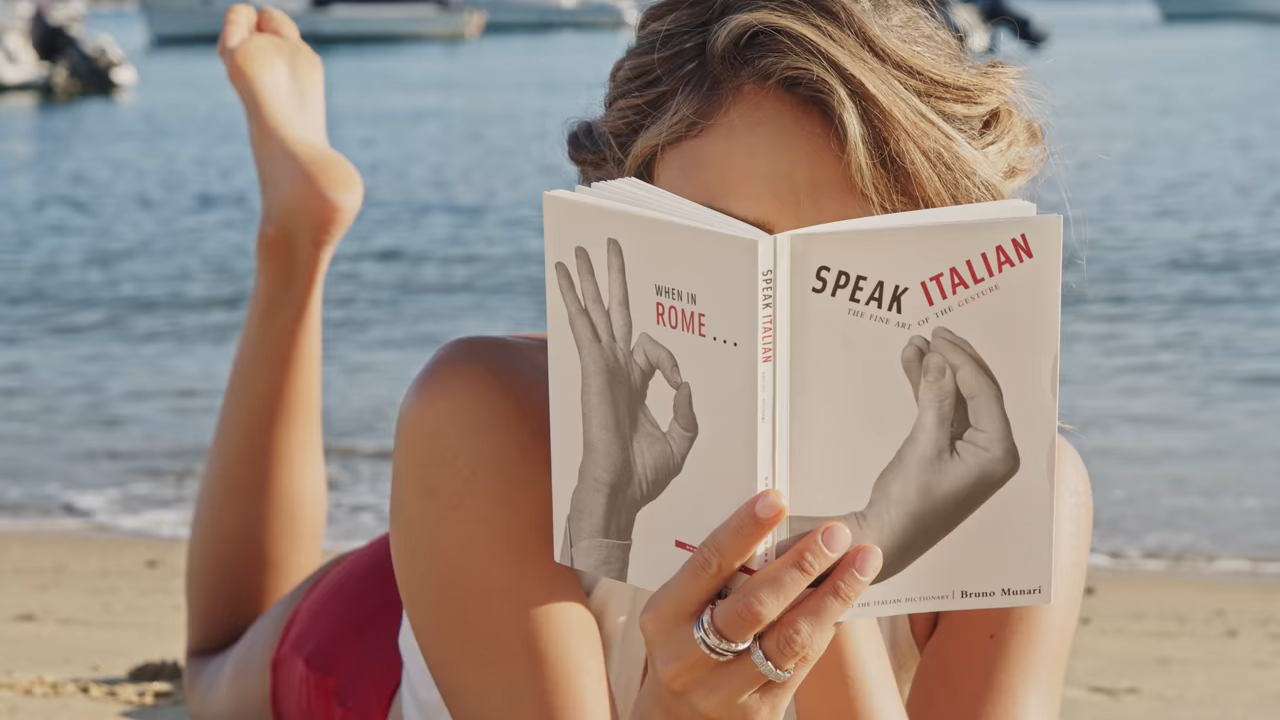 WHEN IN
ROME...
SPEAK ITALIAN
SPEAK ITALIAN
THE FINE ART OF THE GESTURE
THE ITALIAN DICTIONARY | Bruno Munari